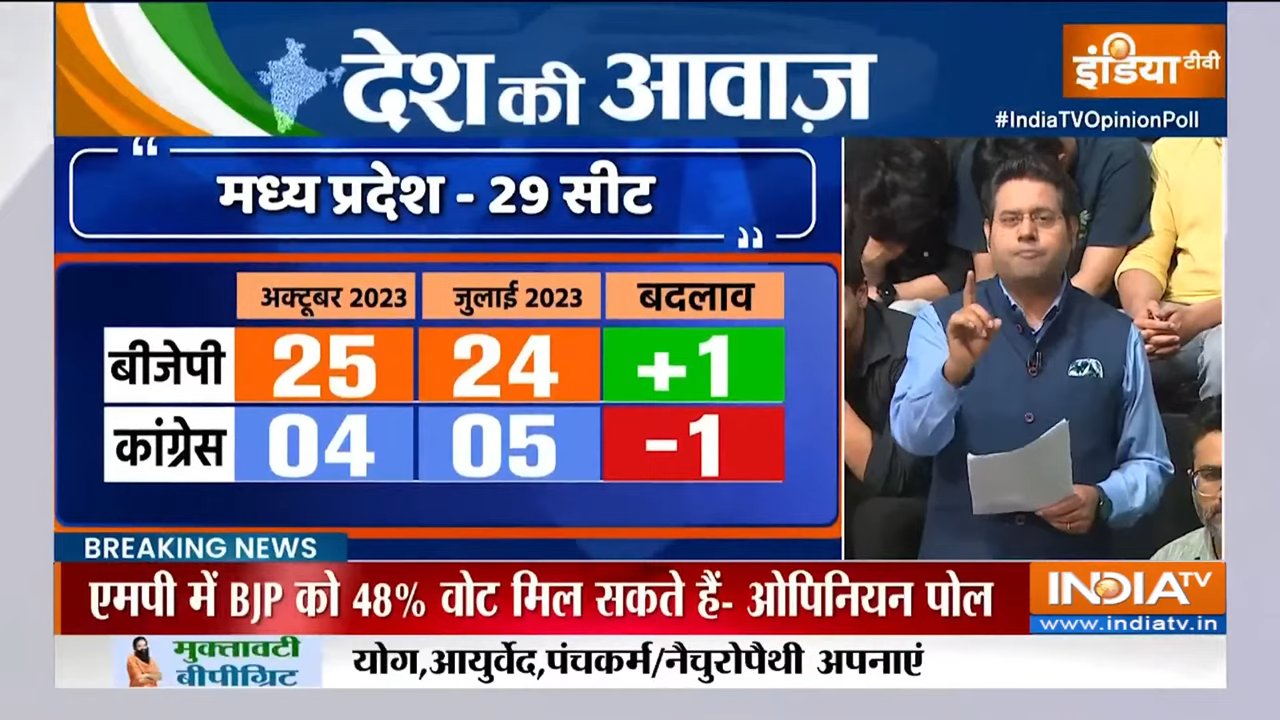 देश की आवाज़
इंडिया टीवी
#IndiaTVOpinionPoll
“
मध्य प्रदेश - 29 सीट
”
अक्टूबर 2023 जुलाई 2023 बदलाव
बीजेपी 25 24 +1
कांग्रेस 04 05 -1
BREAKING NEWS
एमपी में BJP को 48% वोट मिल सकते हैं- ओपिनियन पोल
INDIA TV
www.indiatv.in
मुक्तावटी
बीपीग्रिट
योग,आयुर्वेद,पंचकर्म/नैचुरोपैथी अपनाएं